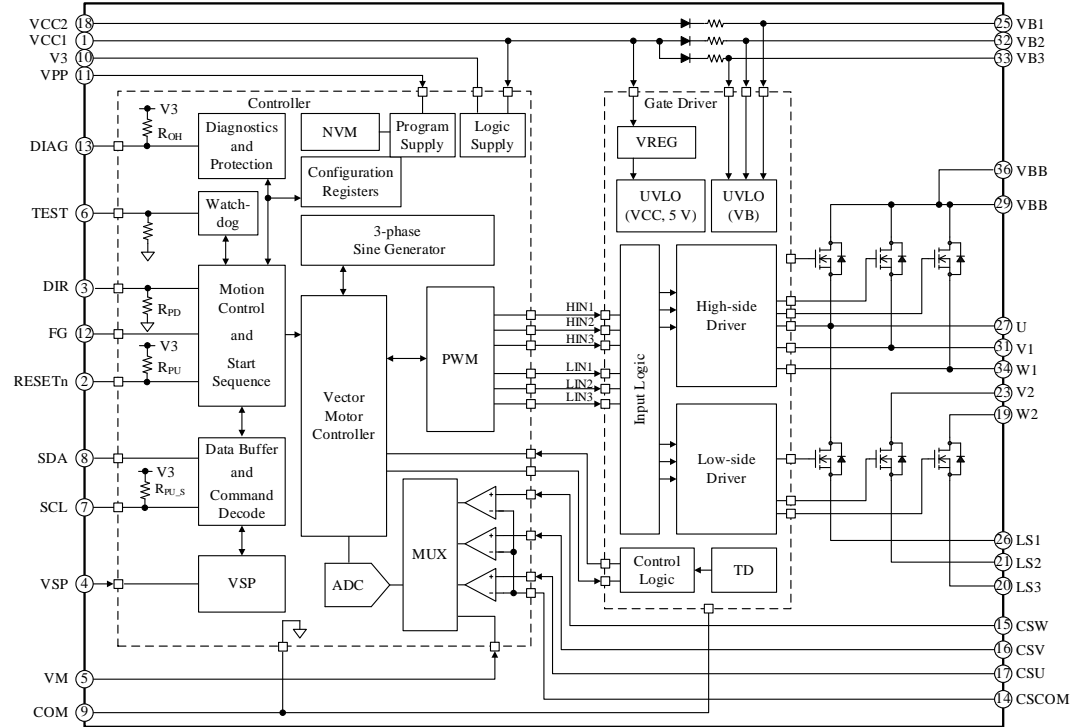 VCC2 18
VCC1 1
V3 10
VPP 11
25 VB1
32 VB2
33 VB3
Controller
Gate Driver
V3
ROH
DIAG 13
Diagnostics
and
Protection
NVM
Program
Supply
Logic
Supply
Configuration
Registers
VREG
UVLO
(VCC, 5 V)
UVLO
(VB)
36 VBB
29 VBB
TEST 6
Watch-
dog
3-phase
Sine Generator
DIR 3
RPD
FG 12
V3
RPU
RESETn 2
Motion
Control
and
Start
Sequence
Vector
Motor
Controller
PWM
HIN1
HIN2
HIN3
LIN1
LIN2
LIN3
Input Logic
High-side
Driver
Low-side
Driver
27 U
31 V1
34 W1
23 V2
19 W2
SDA 8
V3
RPU_S
SCL 7
Data Buffer
and
Command
Decode
VSP 4
VSP
ADC
MUX
+
-
+
-
+
-
Control
Logic
TD
26 LS1
21 LS2
20 LS3
15 CSW
16 CSV
17 CSU
14 CSCOM
VM 5
COM 9